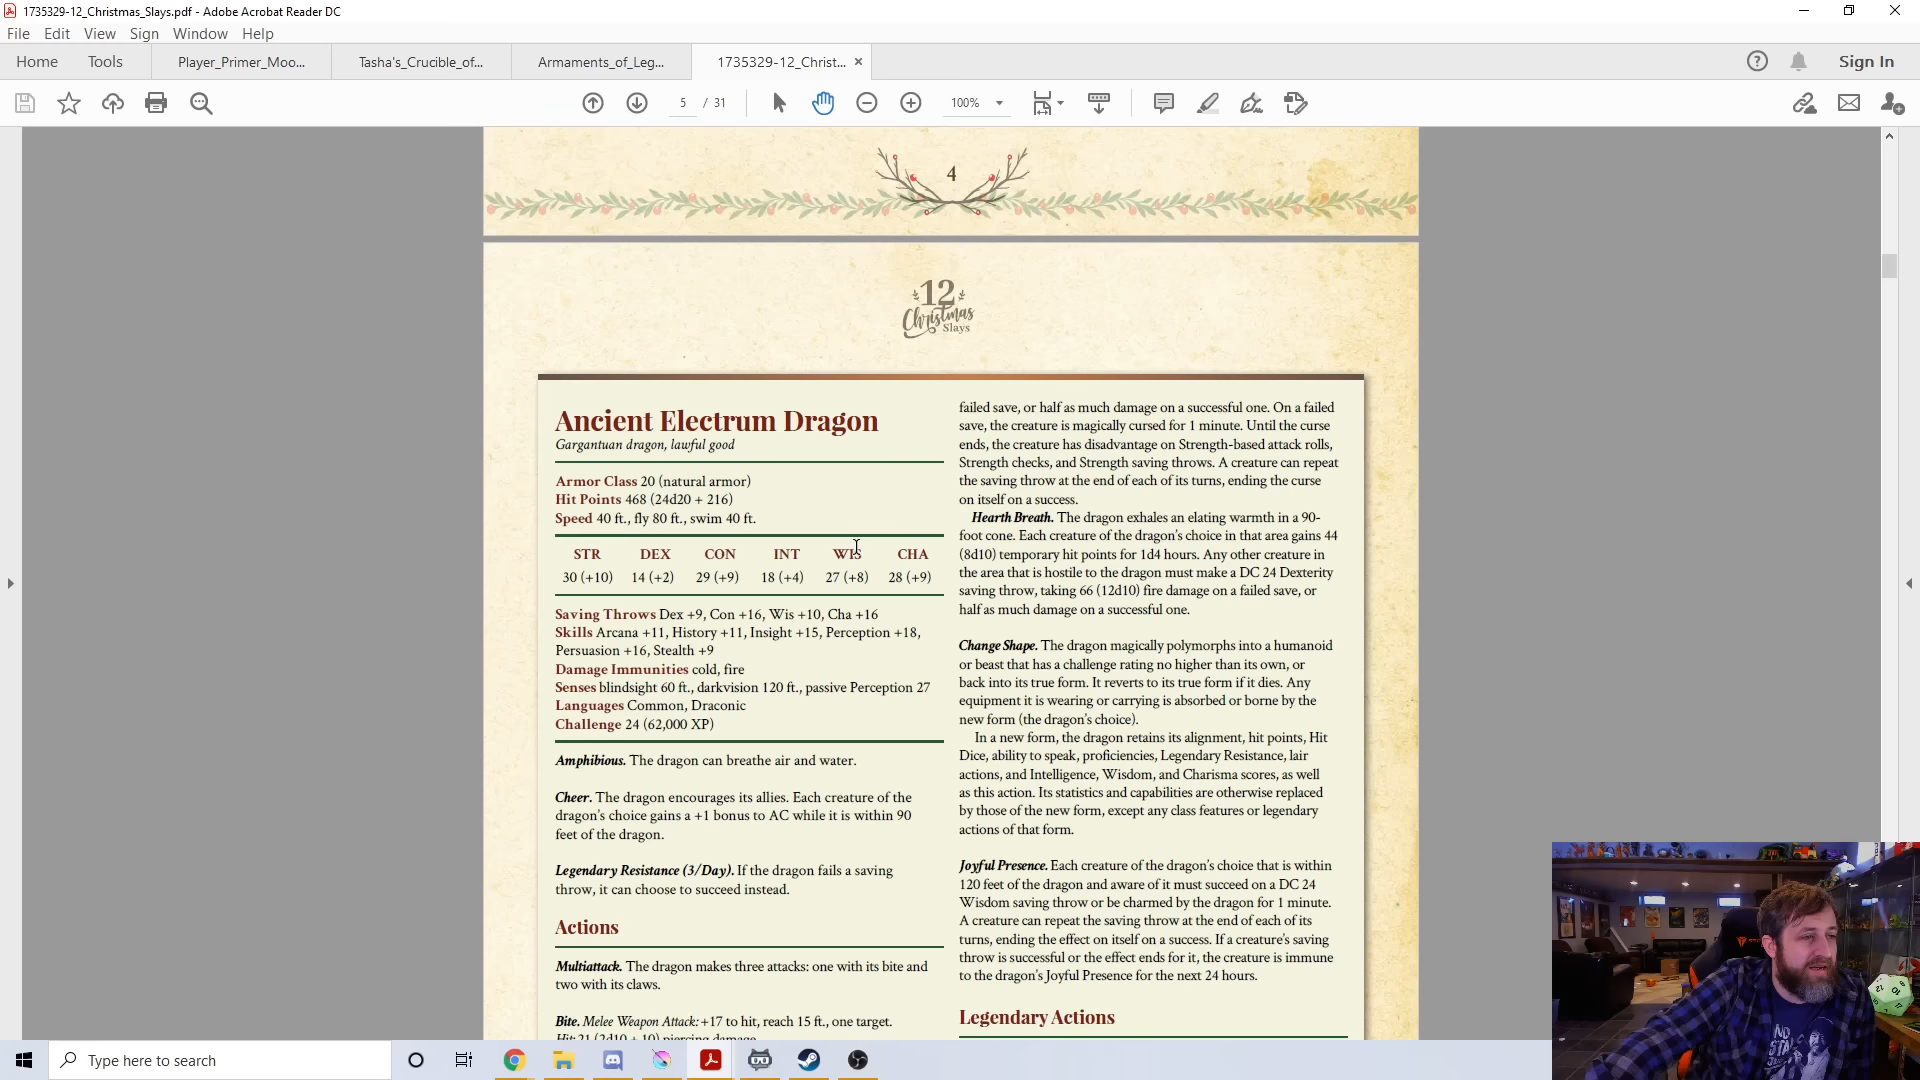 1735329-12_Christmas_Slays.pdf - Adobe Acrobat Reader DC
File Edit View Sign Window Help
Home Tools Player_Primer_Moo... Tasha's_Crucible_of... Armaments_of_Leg... 1735329-12_Christ... Sign In
5 / 31 100%
4
12
Christmas
Slays
Ancient Electrum Dragon
Gargantuan dragon, lawful good
Armor Class 20 (natural armor)
Hit Points 468 (24d20 + 216)
Speed 40 ft., fly 80 ft., swim 40 ft.
STR DEX CON INT WIS CHA
30 (+10) 14 (+2) 29 (+9) 18 (+4) 27 (+8) 28 (+9)
Saving Throws Dex +9, Con +16, Wis +10, Cha +16
Skills Arcana +11, History +11, Insight +15, Perception +18,
Persuasion +16, Stealth +9
Damage Immunities cold, fire
Senses blindsight 60 ft., darkvision 120 ft., passive Perception 27
Languages Common, Draconic
Challenge 24 (62,000 XP)
Amphibious. The dragon can breathe air and water.
Cheer. The dragon encourages its allies. Each creature of the
dragon's choice gains a +1 bonus to AC while it is within 90
feet of the dragon.
Legendary Resistance (3/Day). If the dragon fails a saving
throw, it can choose to succeed instead.
Actions
Multiattack. The dragon makes three attacks: one with its bite and
two with its claws.
Bite. Melee Weapon Attack: +17 to hit, reach 15 ft., one target.
Hit: 21 (2d10 + 10) piercing damage
failed save, or half as much damage on a successful one. On a failed
save, the creature is magically cursed for 1 minute. Until the curse
ends, the creature has disadvantage on Strength-based attack rolls,
Strength checks, and Strength saving throws. A creature can repeat
the saving throw at the end of each of its turns, ending the curse
on itself on a success.
Hearth Breath. The dragon exhales an elating warmth in a 90-
foot cone. Each creature of the dragon's choice in that area gains 44
(8d10) temporary hit points for 1d4 hours. Any other creature in
the area that is hostile to the dragon must make a DC 24 Dexterity
saving throw, taking 66 (12d10) fire damage on a failed save, or
half as much damage on a successful one.
Change Shape. The dragon magically polymorphs into a humanoid
or beast that has a challenge rating no higher than its own, or
back into its true form. It reverts to its true form if it dies. Any
equipment it is wearing or carrying is absorbed or borne by the
new form (the dragon's choice).
In a new form, the dragon retains its alignment, hit points, Hit
Dice, ability to speak, proficiencies, Legendary Resistance, lair
actions, and Intelligence, Wisdom, and Charisma scores, as well
as this action. Its statistics and capabilities are otherwise replaced
by those of the new form, except any class features or legendary
actions of that form.
Joyful Presence. Each creature of the dragon's choice that is within
120 feet of the dragon and aware of it must succeed on a DC 24
Wisdom saving throw or be charmed by the dragon for 1 minute.
A creature can repeat the saving throw at the end of each of its
turns, ending the effect on itself on a success. If a creature's saving
throw is successful or the effect ends for it, the creature is immune
to the dragon's Joyful Presence for the next 24 hours.
Legendary Actions
Type here to search